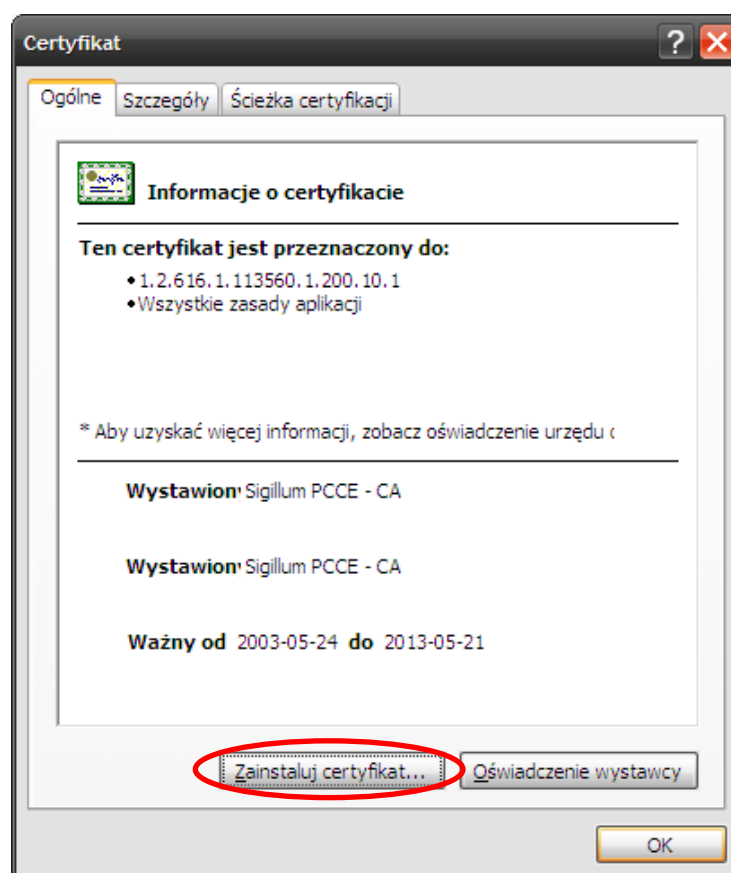 Certyfikat
Ogólne Szczegóły Ścieżka certyfikacji
Informacje o certyfikacie
Ten certyfikat jest przeznaczony do:
•1.2.616.1.113560.1.200.10.1
•Wszystkie zasady aplikacji
* Aby uzyskać więcej informacji, zobacz oświadczenie urzędu
Wystawiony Sigillum PCCE - CA
Wystawiony Sigillum PCCE - CA
Ważny od 2003-05-24 do 2013-05-21
Zainstaluj certyfikat... Oświadczenie wystawcy
OK